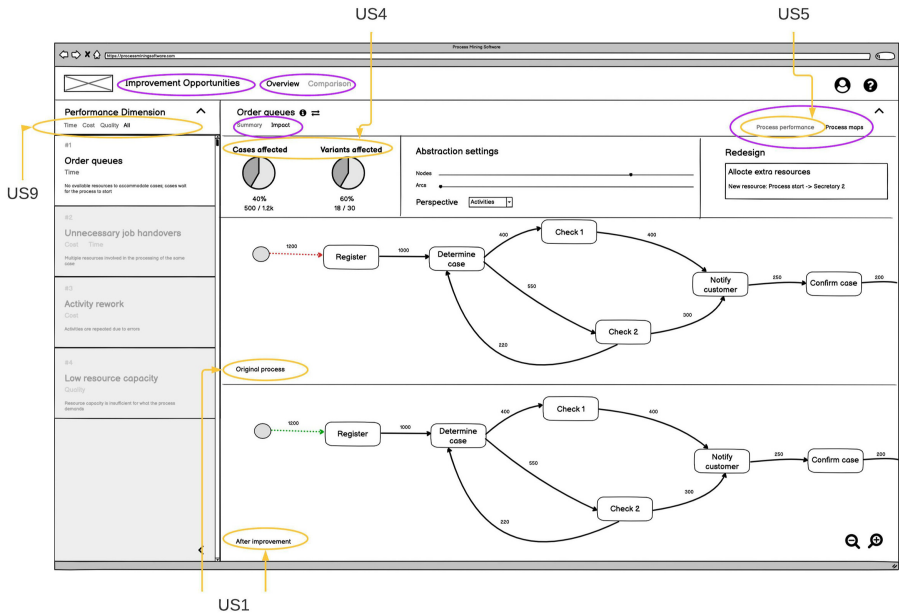 US4
US5
Process Mining Software
https://processminingsoftware.com
Improvement Opportunities
Overview Comparison
Performance Dimension
Time Cost Quality All
US9
#1
Order queues
Time
No available resources to accommodate cases, cases wait
for the process to start
#2
Unnecessary job handovers
Cost Time
Multiple resources involved in the processing of the same
case
#3
Activity rework
Cost
Activities are repeated due to errors
#4
Low resource capacity
Quality
Resource capacity is insufficient for what the process
demands
Order queues
Summary Impact
Process performance Process maps
Cases affected Variants affected
40% 60%
500 / 1.2k 18 / 30
Abstraction settings
Nodes
Arcs
Perspective Activities
Redesign
Allocte extra resources
New resource: Process start -> Secretory 2
1200
Register
1000
Determine
case
400
Check 1
400
550
Check 2
300
220
Notify
customer
250
Confirm case
200
Original process
1200
Register
1000
Determine
case
400
Check 1
400
550
Check 2
300
220
Notify
customer
250
Confirm case
200
After improvement
US1